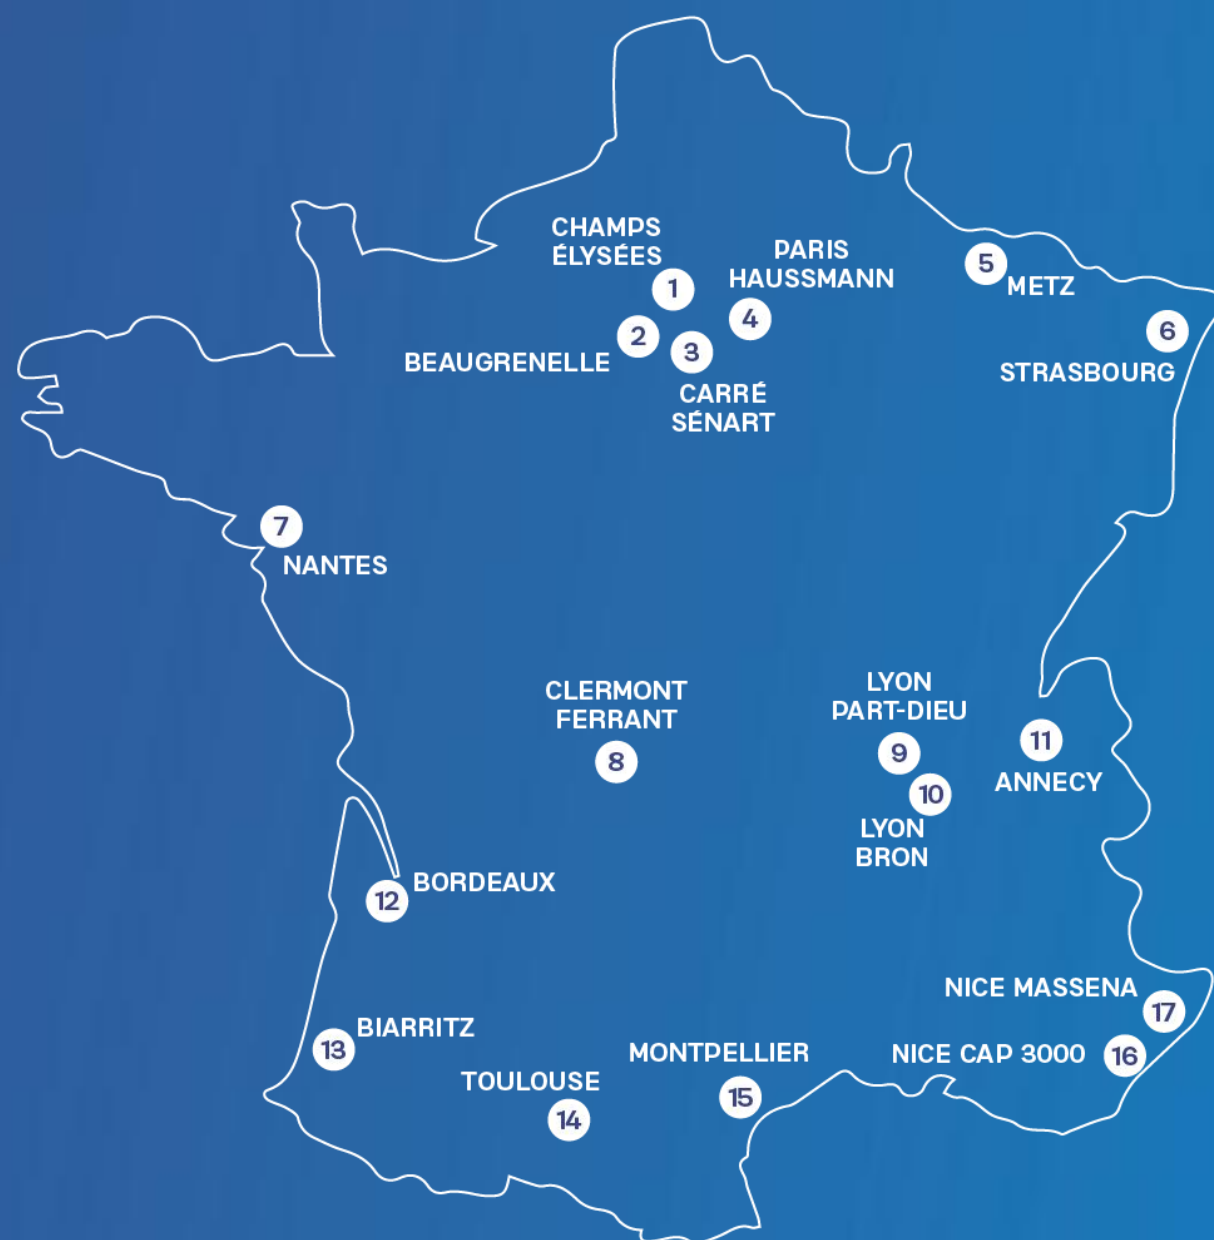 CHAMPS
ÉLYSÉES
1
PARIS
HAUSSMANN
4
2
BEAUGRENELLE
3
CARRÉ
SÉNART
5
METZ
6
STRASBOURG
7
NANTES
CLERMONT
FERRANT
8
LYON
PART-DIEU
9
10
LYON
BRON
11
ANNECY
12
BORDEAUX
13
BIARRITZ
TOULOUSE
14
MONTPELLIER
15
NICE MASSENA
17
NICE CAP 3000
16